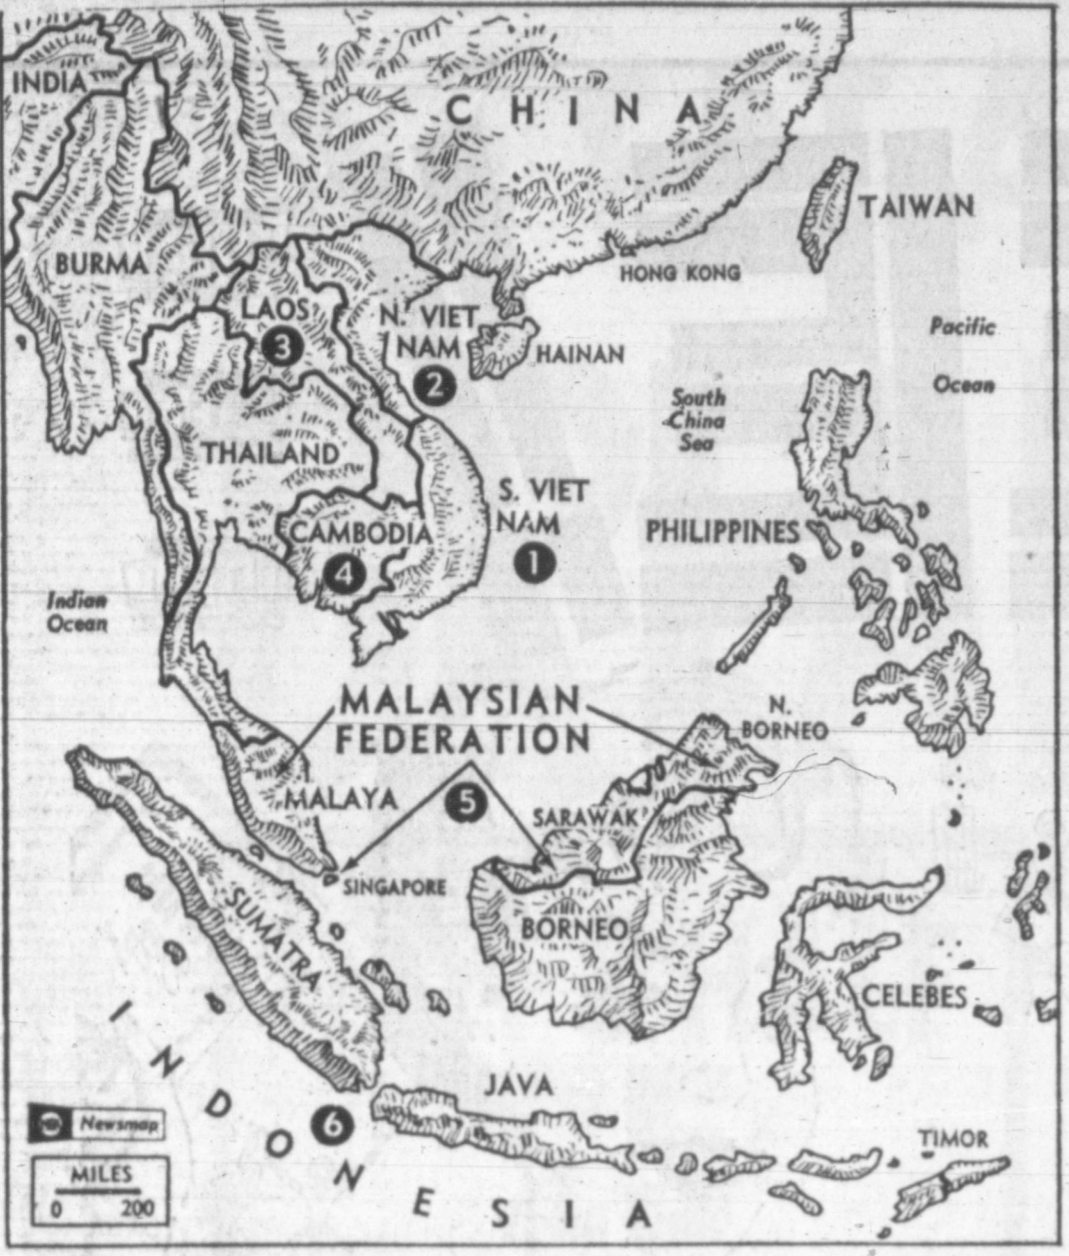 INDIA
CHINA
TAIWAN
BURMA
HONG KONG
LAOS
3
N. VIET
NAM
2
HAINAN
Pacific
Ocean
South
China
Sea
THAILAND
S. VIET
NAM
1
CAMBODIA
4
PHILIPPINES
Indian
Ocean
MALAYSIAN
FEDERATION
N.
BORNEO
MALAYA
5
SARAWAK
SINGAPORE
SUMATRA
BORNEO
CELEBES
JAVA
6
INDONESIA
TIMOR
Newsmap
MILES
0 200